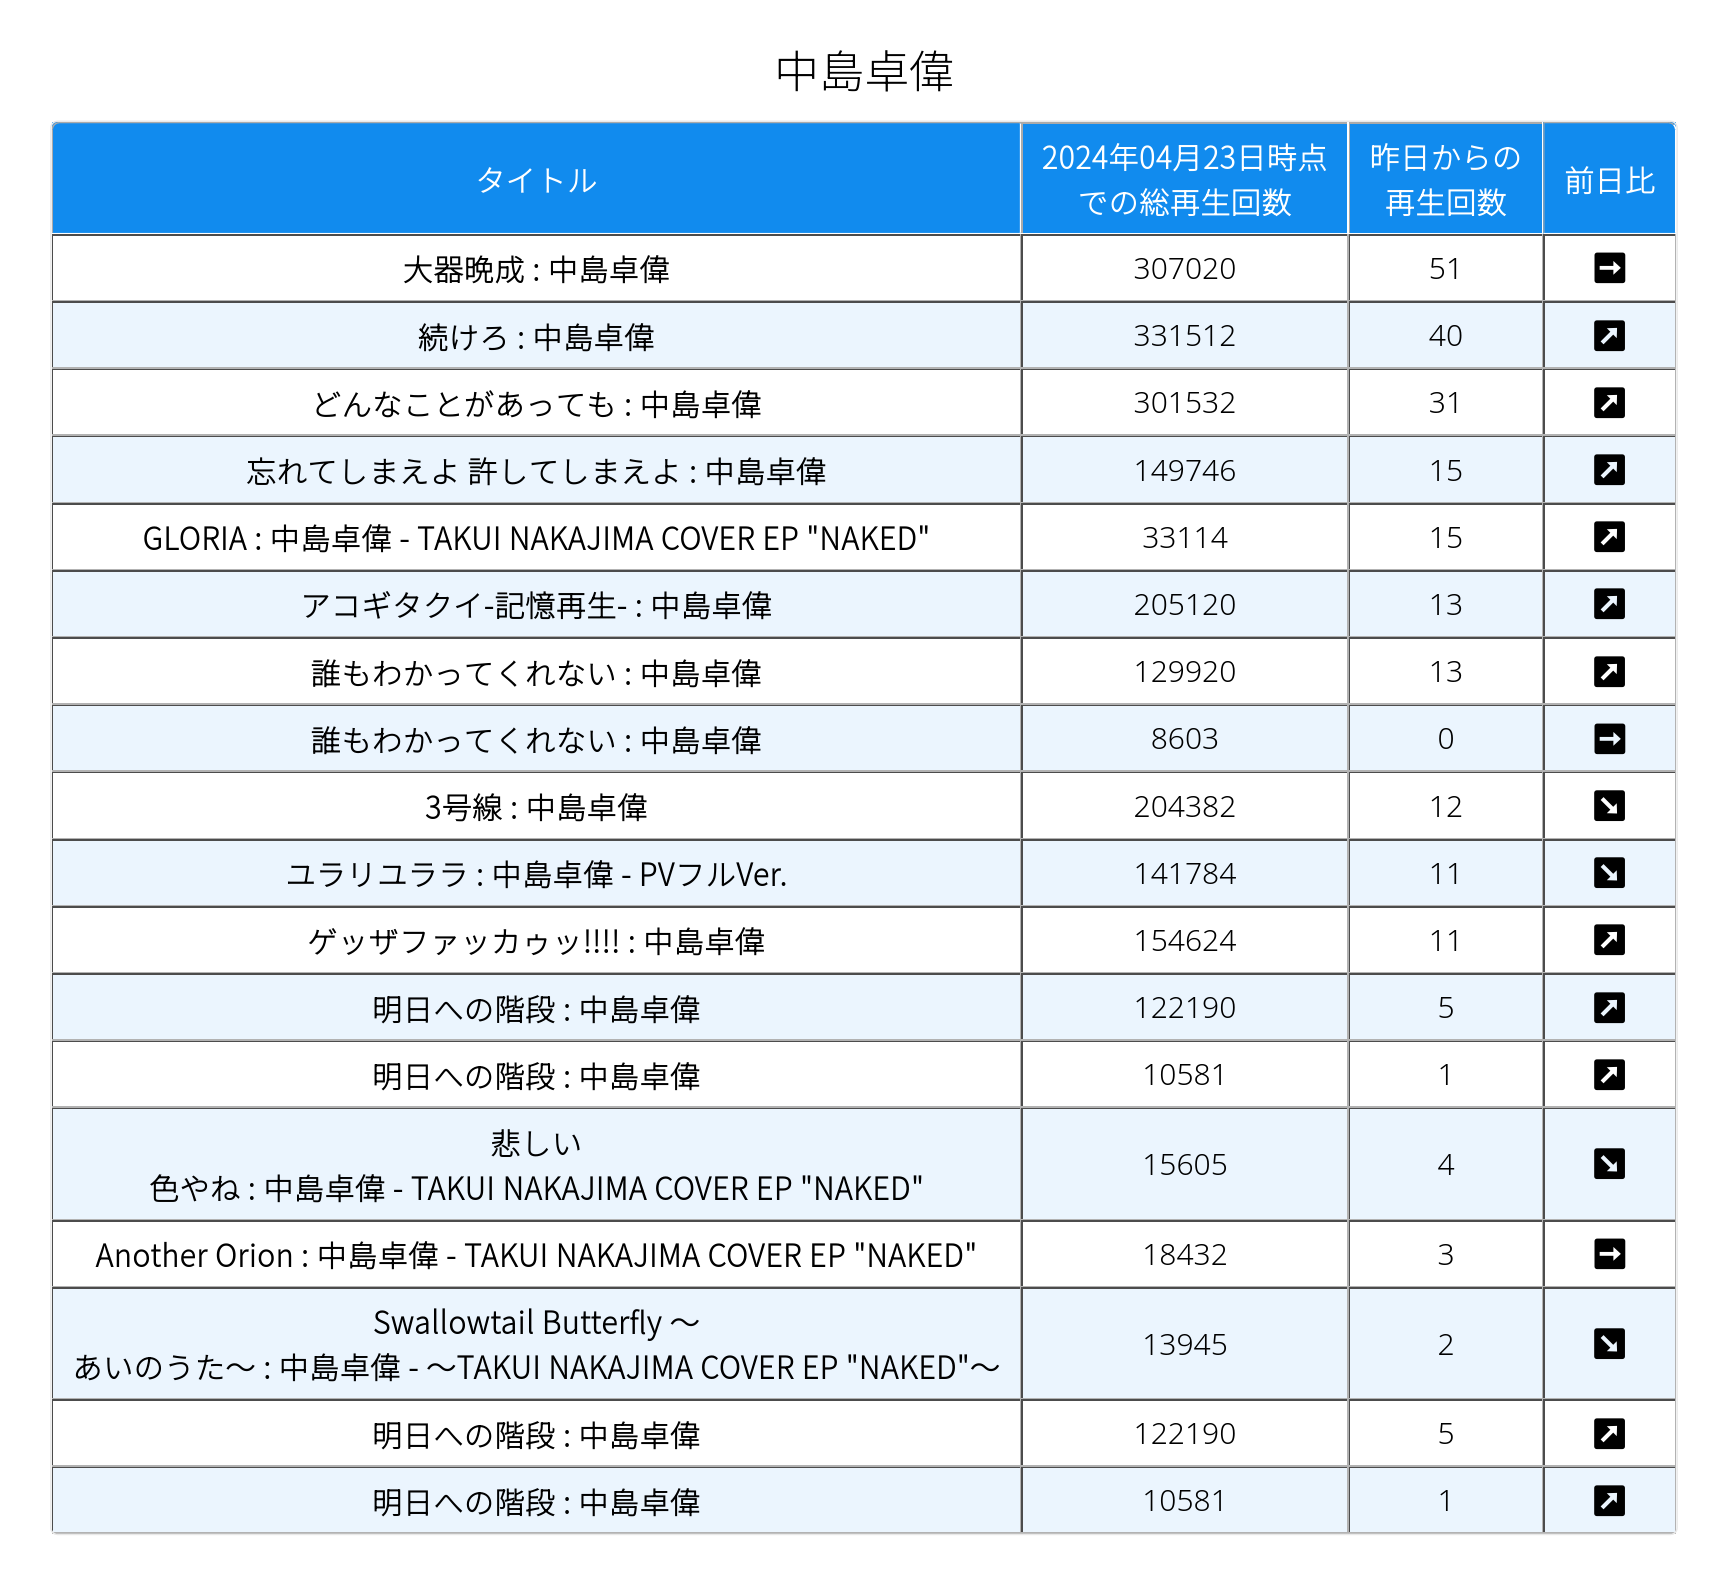 中島卓偉
タイトル 2024年04月23日時点 での総再生回数 昨日からの 再生回数 前日比
大器晩成 : 中島卓偉 307020 51 →
続けろ : 中島卓偉 331512 40 ↗
どんなことがあっても : 中島卓偉 301532 31 ↗
忘れてしまえよ 許してしまえよ : 中島卓偉 149746 15 ↗
GLORIA : 中島卓偉 - TAKUI NAKAJIMA COVER EP "NAKED" 33114 15 ↗
アコギタクイ-記憶再生- : 中島卓偉 205120 13 ↗
誰もわかってくれない : 中島卓偉 129920 13 ↗
誰もわかってくれない : 中島卓偉 8603 0 →
3号線 : 中島卓偉 204382 12 ↘
ユラリユララ : 中島卓偉 - PVフルVer. 141784 11 ↘
ゲッザファッカゥッ!!!! : 中島卓偉 154624 11 ↗
明日への階段 : 中島卓偉 122190 5 ↗
明日への階段 : 中島卓偉 10581 1 ↗
悲しい
色やね : 中島卓偉 - TAKUI NAKAJIMA COVER EP "NAKED" 15605 4 ↘
Another Orion : 中島卓偉 - TAKUI NAKAJIMA COVER EP "NAKED" 18432 3 →
Swallowtail Butterfly ～
あいのうた～ : 中島卓偉 - ～TAKUI NAKAJIMA COVER EP "NAKED"～ 13945 2 ↘
明日への階段 : 中島卓偉 122190 5 ↗
明日への階段 : 中島卓偉 10581 1 ↗